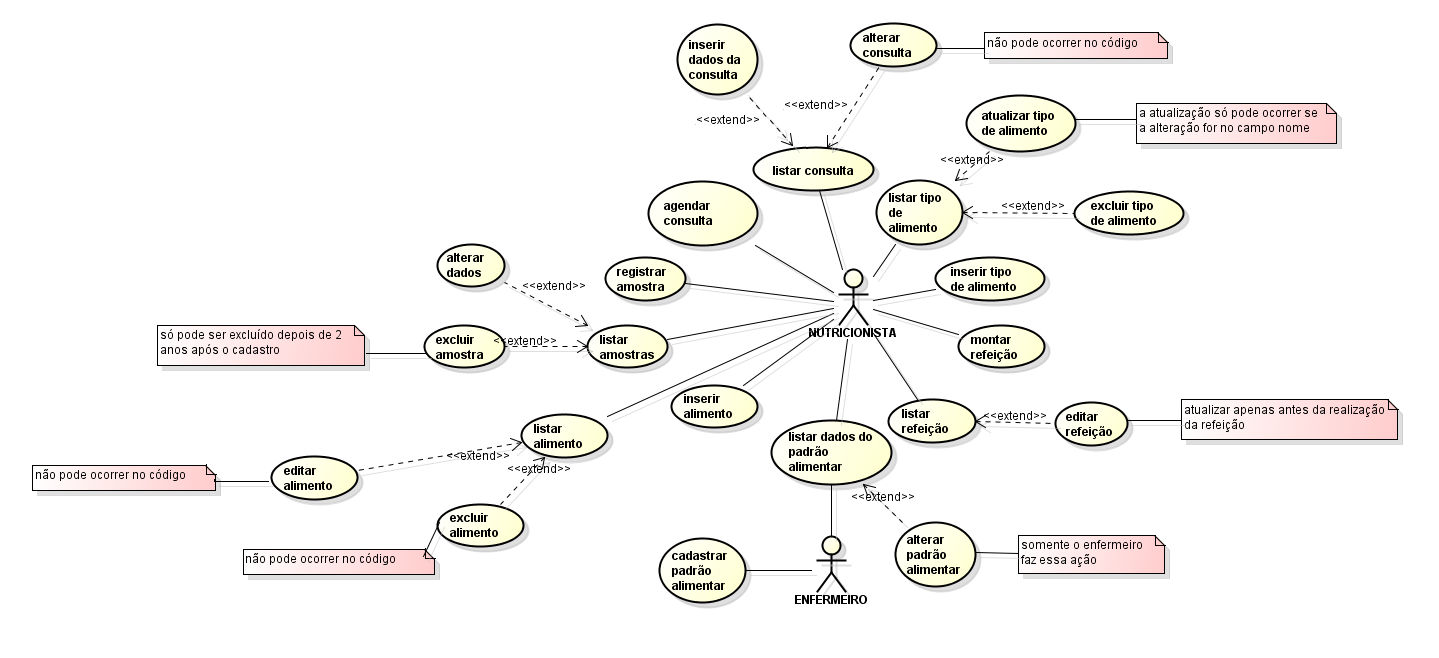 inserir
dados da
consulta
alterar
consulta
não pode ocorrer no código
<<extend>>
<<extend>>
atualizar tipo
de alimento
a atualização só pode ocorrer se
a alteração for no campo nome
<<extend>>
listar consulta
listar tipo
de
alimento
<<extend>>
excluir tipo
de alimento
agendar
consulta
alterar
dados
<<extend>>
registrar
amostra
inserir tipo
de alimento
NUTRICIONISTA
só pode ser excluído depois de 2
anos após o cadastro
excluir
amostra
<<extend>>
listar
amostras
montar
refeição
inserir
alimento
listar
refeição
<<extend>>
editar
refeição
atualizar apenas antes da realização
da refeição
listar
alimento
listar dados do
padrão
alimentar
<<extend>>
<<extend>>
não pode ocorrer no código
editar
alimento
<<extend>>
excluir
alimento
não pode ocorrer no código
cadastrar
padrão
alimentar
alterar
padrão
alimentar
somente o enfermeiro
faz essa ação
ENFERMEIRO